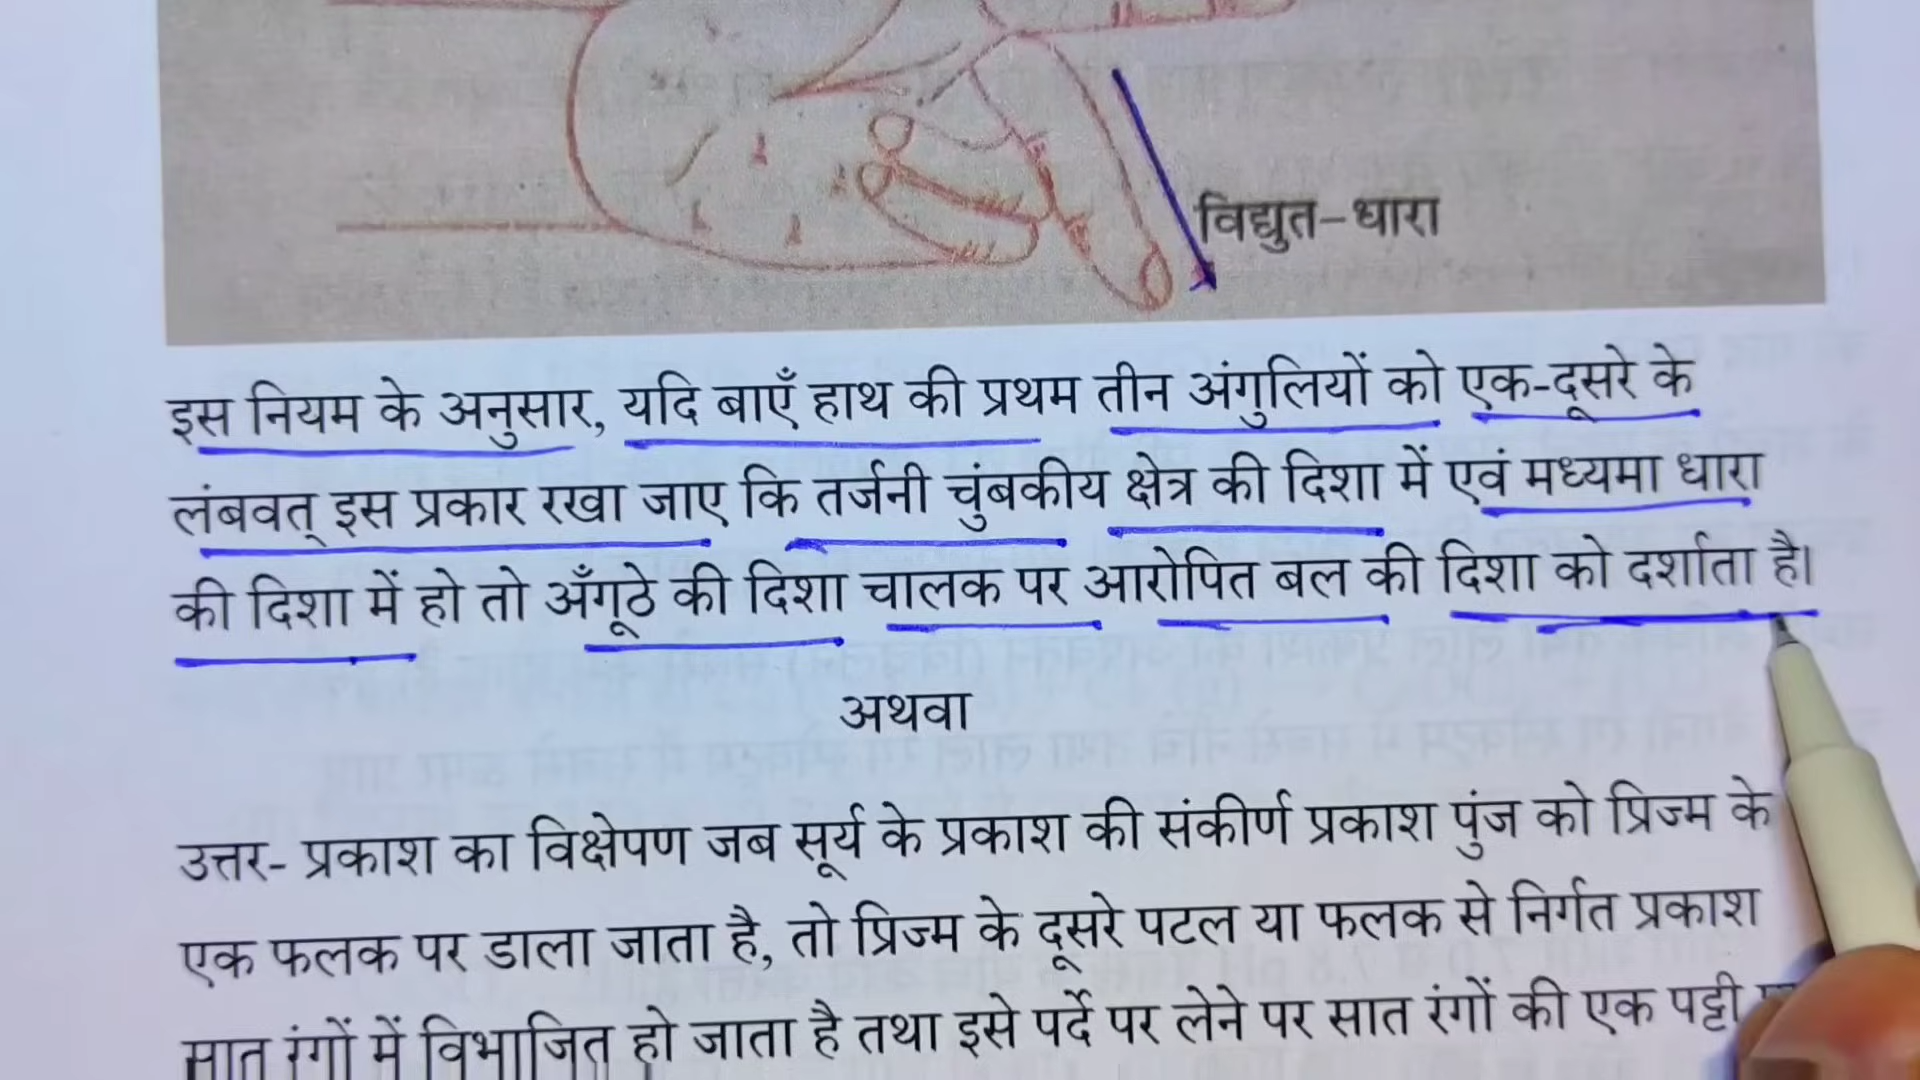 विद्युत–धारा
इस नियम के अनुसार, यदि बाएँ हाथ की प्रथम तीन अंगुलियों को एक-दूसरे के
लंबवत् इस प्रकार रखा जाए कि तर्जनी चुंबकीय क्षेत्र की दिशा में एवं मध्यमा धारा
की दिशा में हो तो अँगूठे की दिशा चालक पर आरोपित बल की दिशा को दर्शाता है।
अथवा
उत्तर- प्रकाश का विक्षेपण जब सूर्य के प्रकाश की संकीर्ण प्रकाश पुंज को प्रिज्म के
एक फलक पर डाला जाता है, तो प्रिज्म के दूसरे पटल या फलक से निर्गत प्रकाश
सात रंगों में विभाजित हो जाता है तथा इसे पर्दे पर लेने पर सात रंगों की एक पट्टी